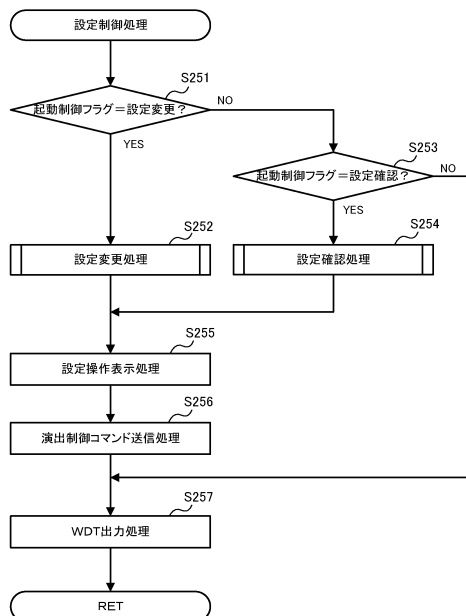 設定制御処理
S251
起動制御フラグ＝設定変更？
NO
YES
S253
起動制御フラグ＝設定確認？
NO
YES
S252
設定変更処理
S254
設定確認処理
S255
設定操作表示処理
S256
演出制御コマンド送信処理
S257
WDT出力処理
RET